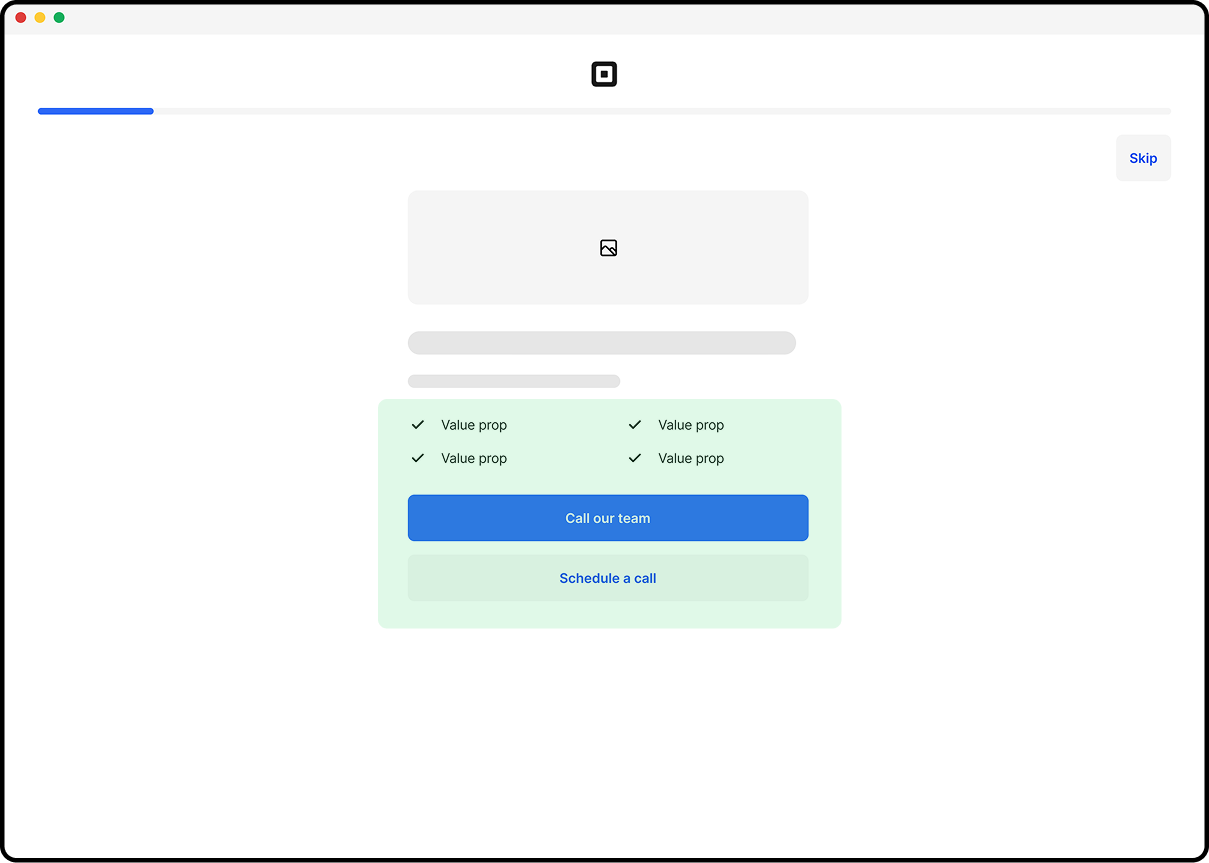 Skip
Value prop Value prop
Value prop Value prop
Call our team
Schedule a call